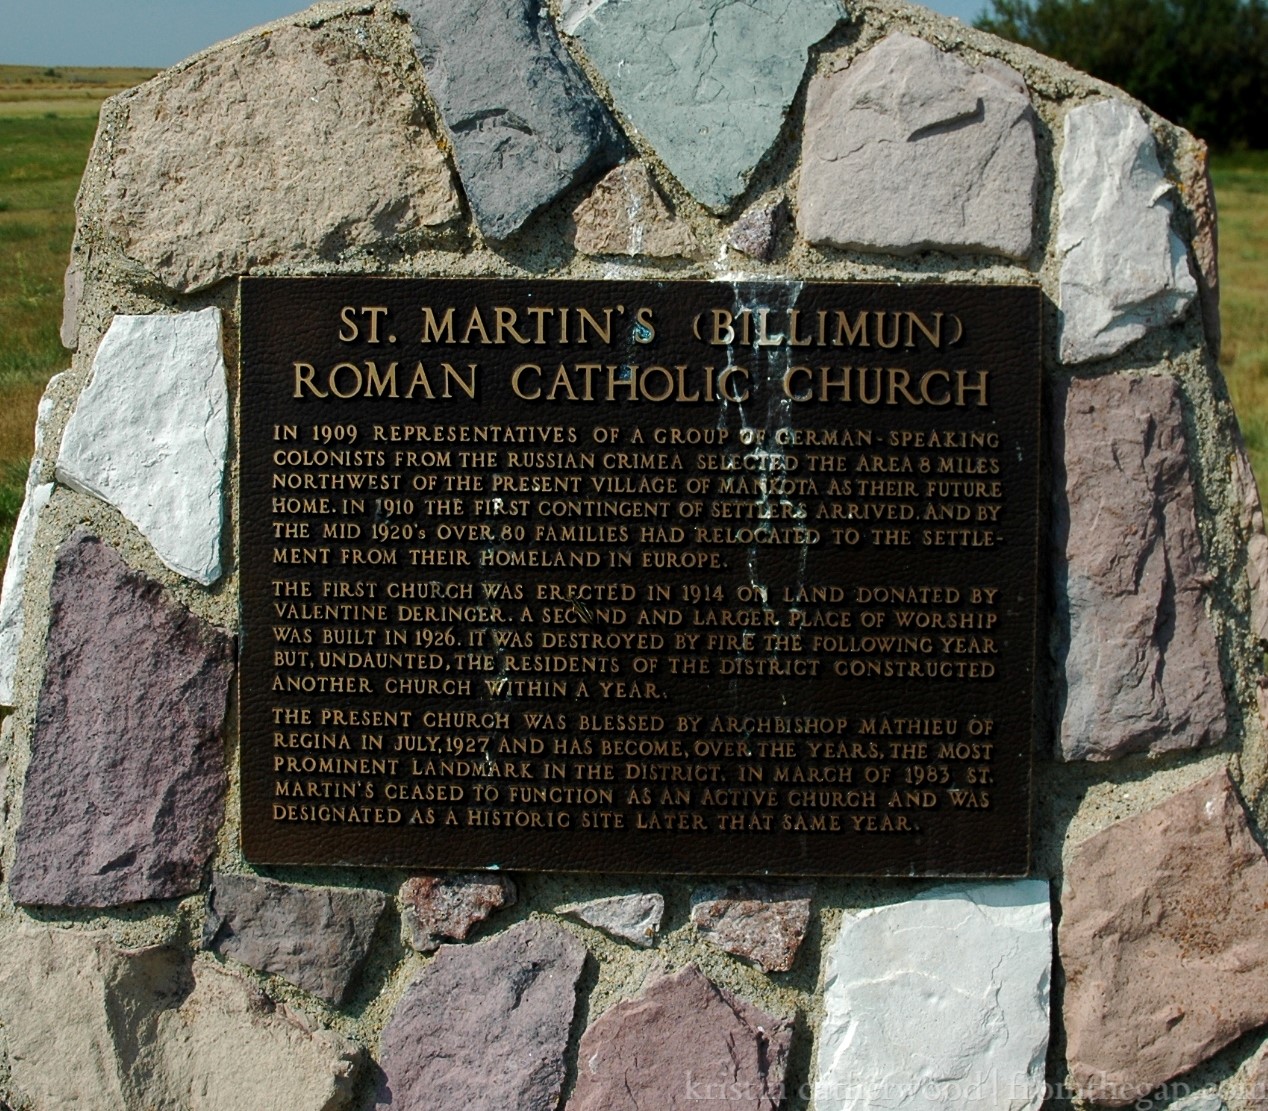 ST. MARTIN'S (BILLIMUN)
ROMAN CATHOLIC CHURCH
IN 1909 REPRESENTATIVES OF A GROUP OF GERMAN-SPEAKING
COLONISTS FROM THE RUSSIAN CRIMEA SELECTED THE AREA 8 MILES
NORTHWEST OF THE PRESENT VILLAGE OF MANKOTA AS THEIR FUTURE
HOME. IN 1910 THE FIRST CONTINGENT OF SETTLERS ARRIVED. AND BY
THE MID 1920's OVER 80 FAMILIES HAD RELOCATED TO THE SETTLE-
MENT FROM THEIR HOMELAND IN EUROPE.
THE FIRST CHURCH WAS ERECTED IN 1914 ON LAND DONATED BY
VALENTINE DERINGER. A SECOND AND LARGER PLACE OF WORSHIP
WAS BUILT IN 1926. IT WAS DESTROYED BY FIRE THE FOLLOWING YEAR
BUT, UNDAUNTED, THE RESIDENTS OF THE DISTRICT CONSTRUCTED
ANOTHER CHURCH WITHIN A YEAR.
THE PRESENT CHURCH WAS BLESSED BY ARCHBISHOP MATHIEU OF
REGINA IN JULY, 1927 AND HAS BECOME, OVER THE YEARS, THE MOST
PROMINENT LANDMARK IN THE DISTRICT. IN MARCH OF 1983, ST.
MARTIN'S CEASED TO FUNCTION AS AN ACTIVE CHURCH AND WAS
DESIGNATED AS A HISTORIC SITE LATER THAT SAME YEAR.
kristin catherwood | fromthegap.com